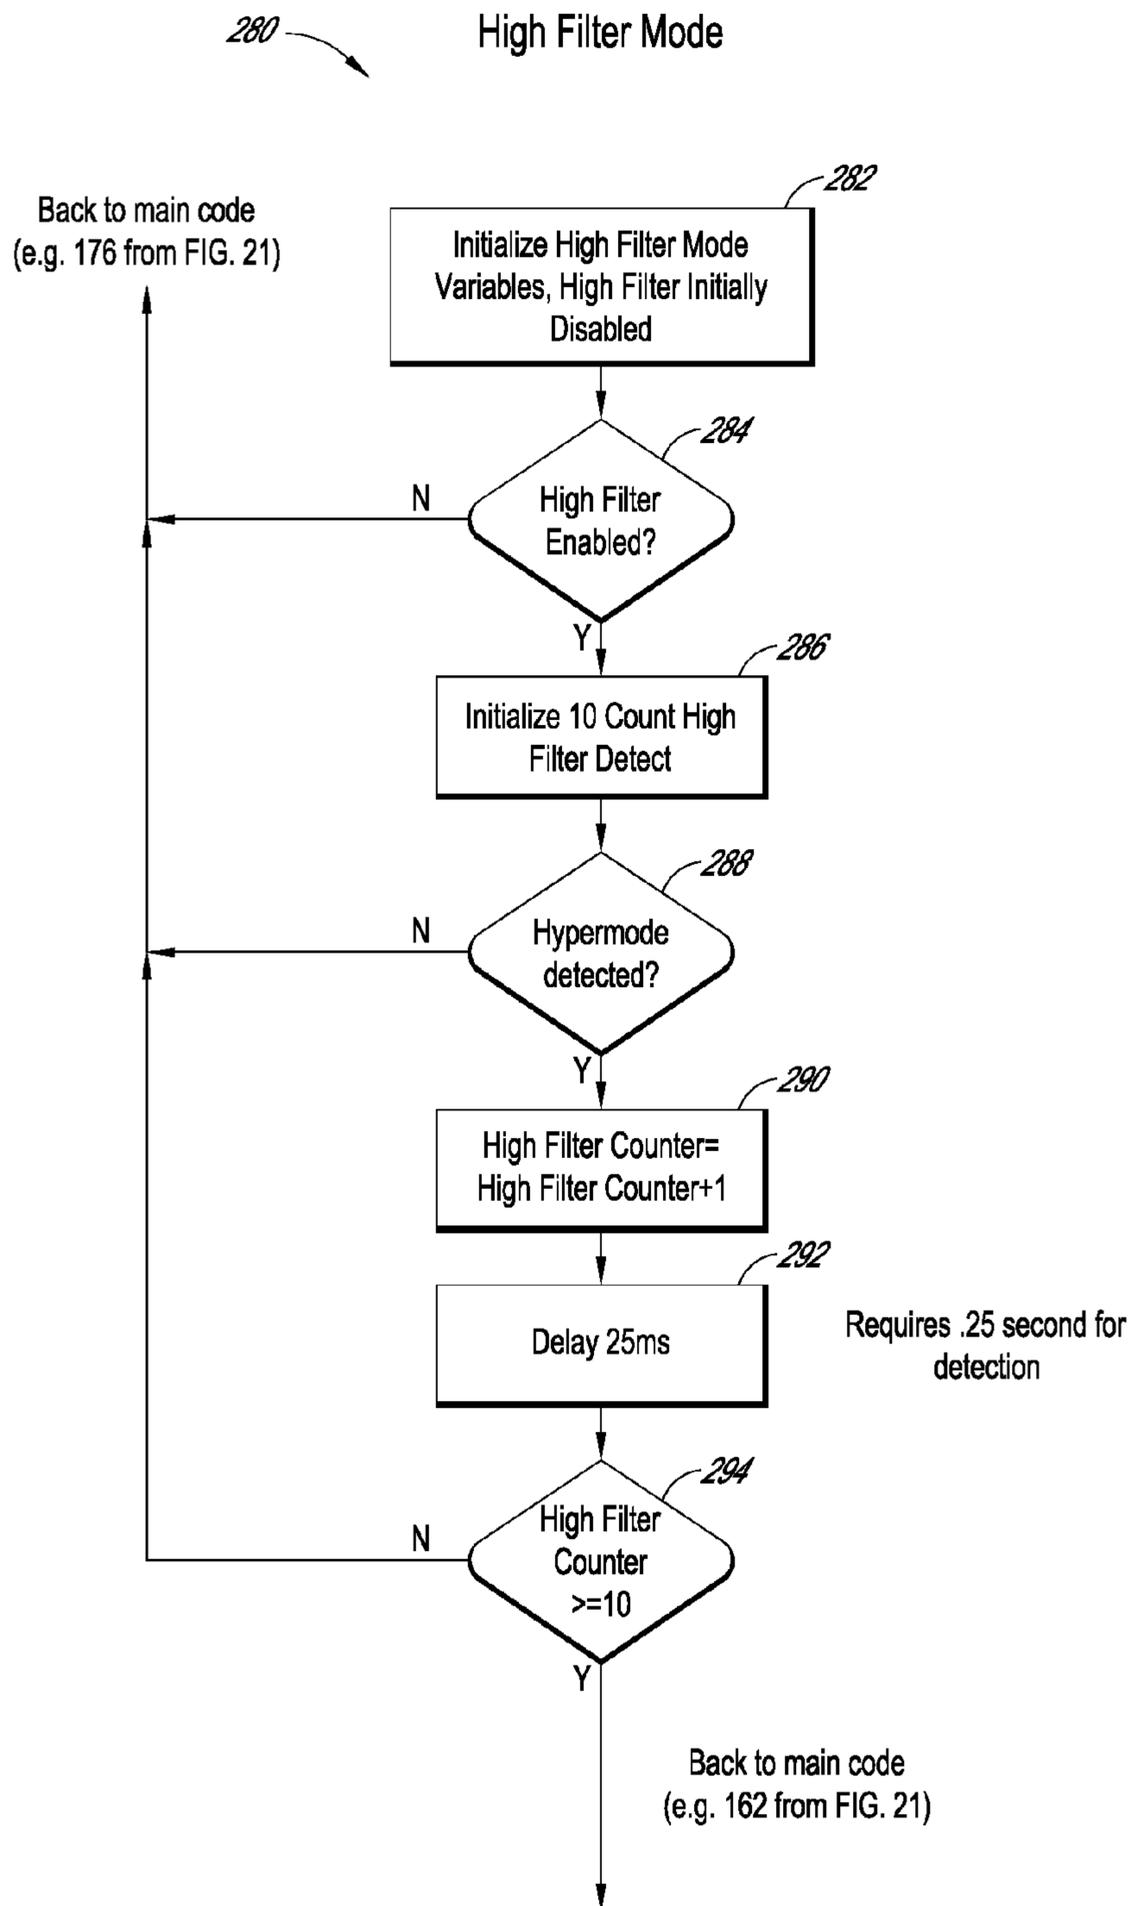 280
High Filter Mode
282
Back to main code
(e.g. 176 from FIG. 21)
Initialize High Filter Mode
Variables, High Filter Initially
Disabled
284
N
High Filter
Enabled?
Y
286
Initialize 10 Count High
Filter Detect
288
N
Hypermode
detected?
Y
290
High Filter Counter=
High Filter Counter+1
292
Delay 25ms
Requires .25 second for
detection
294
N
High Filter
Counter
>=10
Y
Back to main code
(e.g. 162 from FIG. 21)